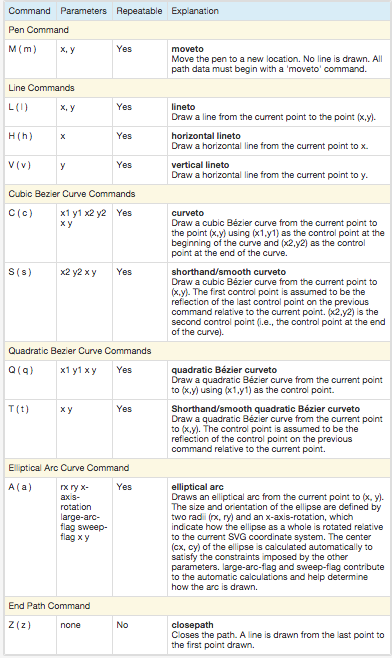 Command Parameters Repeatable Explanation
Pen Command
M ( m ) x, y Yes moveto
Move the pen to a new location. No line is drawn. All
path data must begin with a 'moveto' command.
Line Commands
L ( l ) x, y Yes lineto
Draw a line from the current point to the point (x,y).
H ( h ) x Yes horizontal lineto
Draw a horizontal line from the current point to x.
V ( v ) y Yes vertical lineto
Draw a horizontal line from the current point to y.
Cubic Bezier Curve Commands
C ( c ) x1 y1 x2 y2 Yes curveto
x y Draw a cubic Bézier curve from the current point to
the point (x,y) using (x1,y1) as the control point at the
beginning of the curve and (x2,y2) as the control
point at the end of the curve.
S ( s ) x2 y2 x y Yes shorthand/smooth curveto
Draw a cubic Bézier curve from the current point to
(x,y). The first control point is assumed to be the
reflection of the last control point on the previous
command relative to the current point. (x2,y2) is the
second control point (i.e., the control point at the end
of the curve).
Quadratic Bezier Curve Commands
Q ( q ) x1 y1 x y Yes quadratic Bézier curveto
Draw a quadratic Bézier curve from the current point
to (x,y) using (x1,y1) as the control point.
T ( t ) x y Yes Shorthand/smooth quadratic Bézier curveto
Draw a quadratic Bézier curve from the current point
to (x,y). The control point is assumed to be the
reflection of the control point on the previous
command relative to the current point.
Elliptical Arc Curve Command
A ( a ) rx ry x- Yes elliptical arc
axis- Draws an elliptical arc from the current point to (x, y).
rotation The size and orientation of the ellipse are defined by
large-arc- two radii (rx, ry) and an x-axis-rotation, which
flag sweep- indicate how the ellipse as a whole is rotated relative
flag x y to the current SVG coordinate system. The center
(cx, cy) of the ellipse is calculated automatically to
satisfy the constraints imposed by the other
parameters. large-arc-flag and sweep-flag contribute
to the automatic calculations and help determine
how the arc is drawn.
End Path Command
Z ( z ) none No closepath
Closes the path. A line is drawn from the last point to
the first point drawn.